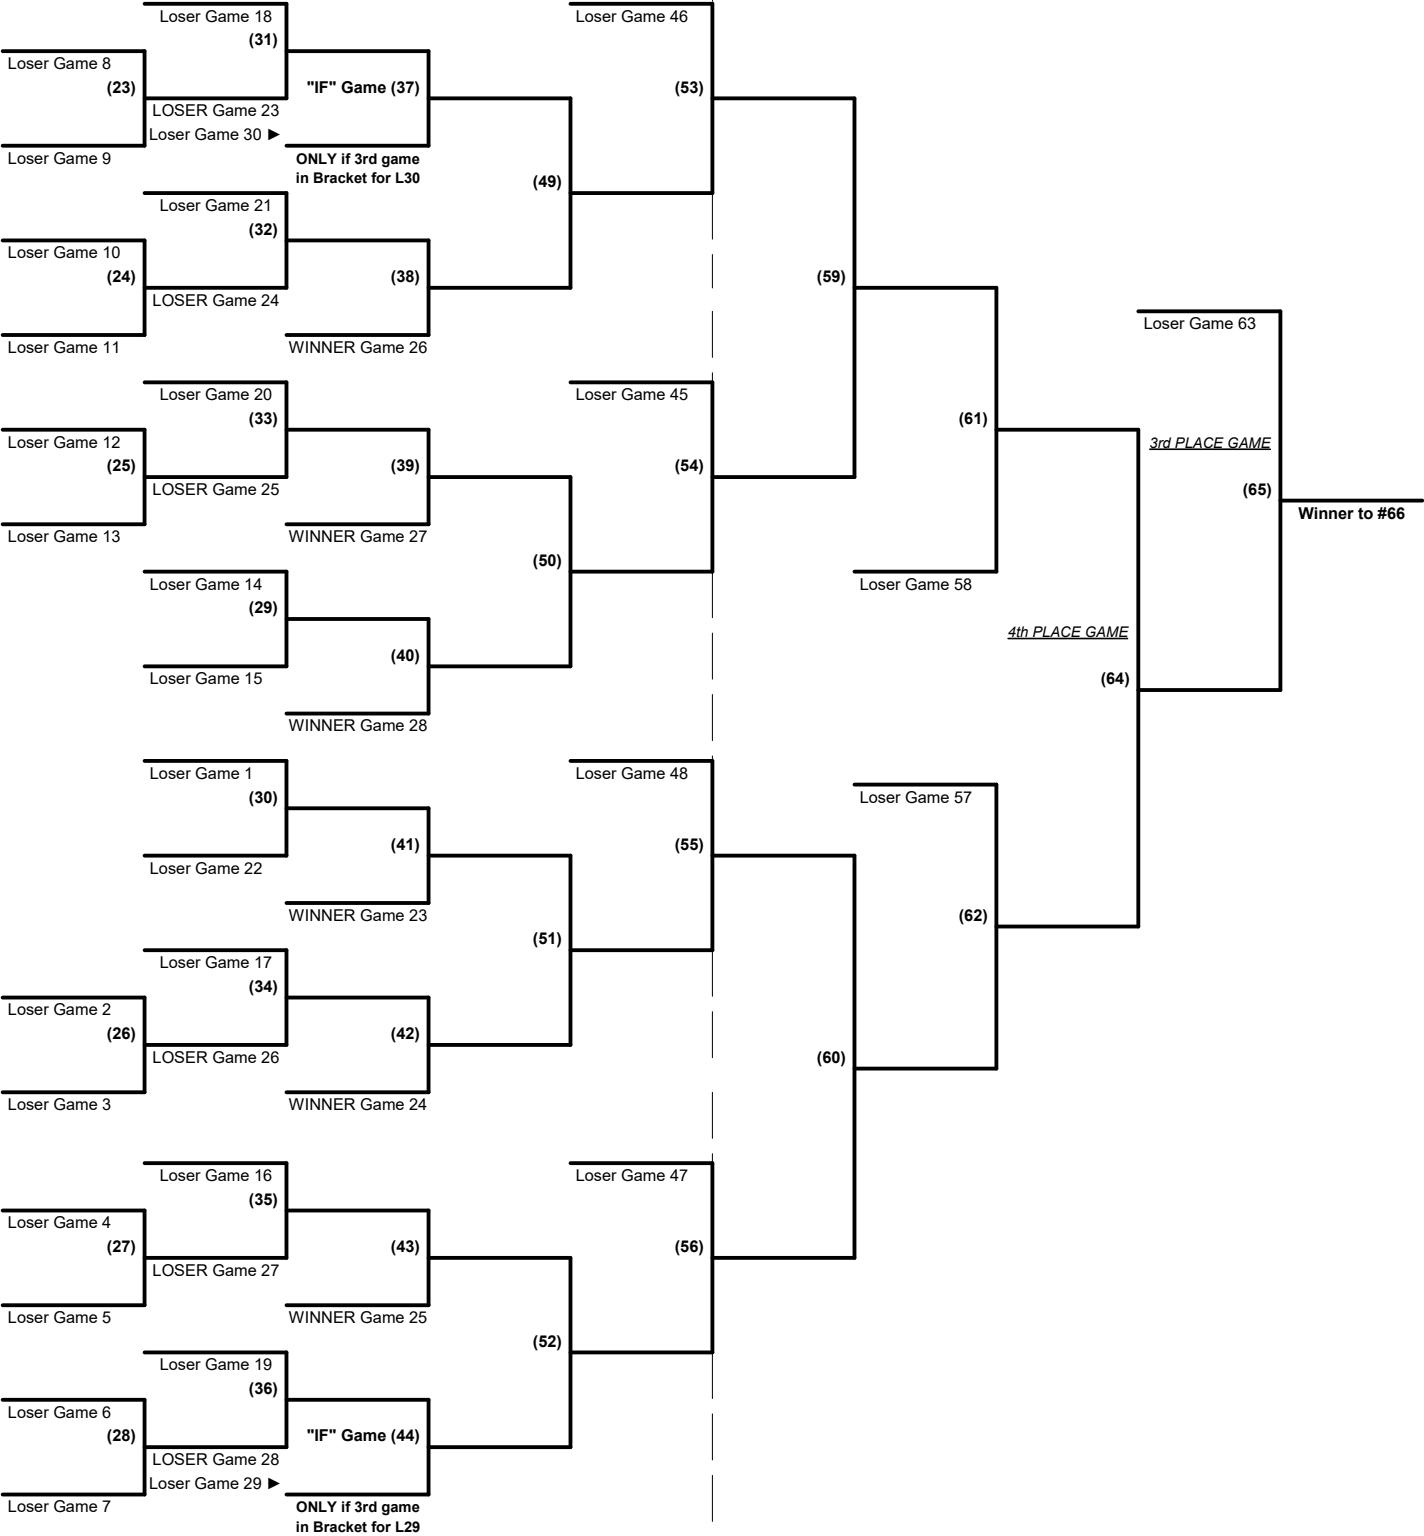 Loser Game 18
(31)
Loser Game 8
(23)
LOSER Game 23
Loser Game 30 ►
Loser Game 9
"IF" Game (37)
ONLY if 3rd game
in Bracket for L30
Loser Game 21
(32)
Loser Game 10
(24)
LOSER Game 24
Loser Game 11
(38)
WINNER Game 26
(49)
Loser Game 46
(53)
Loser Game 20
(33)
Loser Game 12
(25)
LOSER Game 25
Loser Game 13
(39)
WINNER Game 27
Loser Game 14
(29)
Loser Game 15
(40)
WINNER Game 28
(50)
Loser Game 45
(54)
(59)
(61)
Loser Game 58
Loser Game 1
(30)
Loser Game 22
(41)
WINNER Game 23
Loser Game 17
(34)
Loser Game 2
(26)
LOSER Game 26
Loser Game 3
(42)
WINNER Game 24
(51)
Loser Game 48
(55)
Loser Game 16
(35)
Loser Game 4
(27)
LOSER Game 27
Loser Game 5
(43)
WINNER Game 25
Loser Game 19
(36)
Loser Game 6
(28)
LOSER Game 28
Loser Game 29 ►
Loser Game 7
"IF" Game (44)
ONLY if 3rd game
in Bracket for L29
(52)
Loser Game 47
(56)
(60)
Loser Game 57
(62)
4th PLACE GAME
(64)
Loser Game 63
3rd PLACE GAME
(65)
Winner to #66